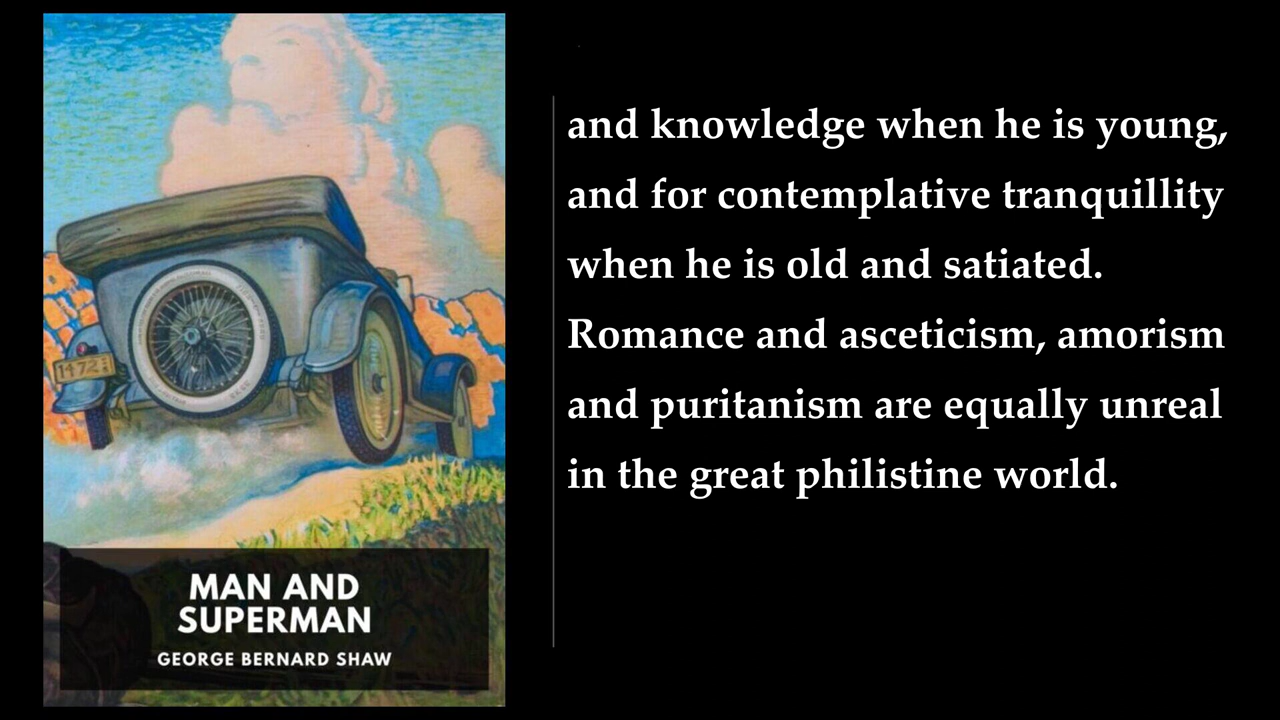 and knowledge when he is young,
and for contemplative tranquillity
when he is old and satiated.
Romance and asceticism, amorism
and puritanism are equally unreal
in the great philistine world.
1472
MAN AND
SUPERMAN
GEORGE BERNARD SHAW